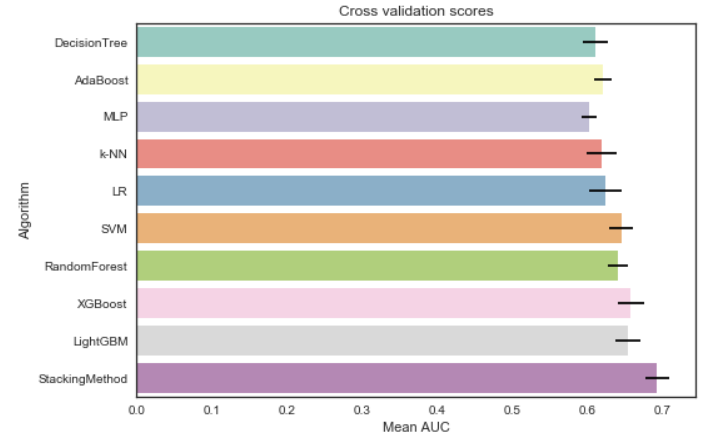 Cross validation scores
DecisionTree
AdaBoost
MLP
k-NN
LR
SVM
RandomForest
XGBoost
LightGBM
StackingMethod
Algorithm
0.0 0.1 0.2 0.3 0.4 0.5 0.6 0.7
Mean AUC